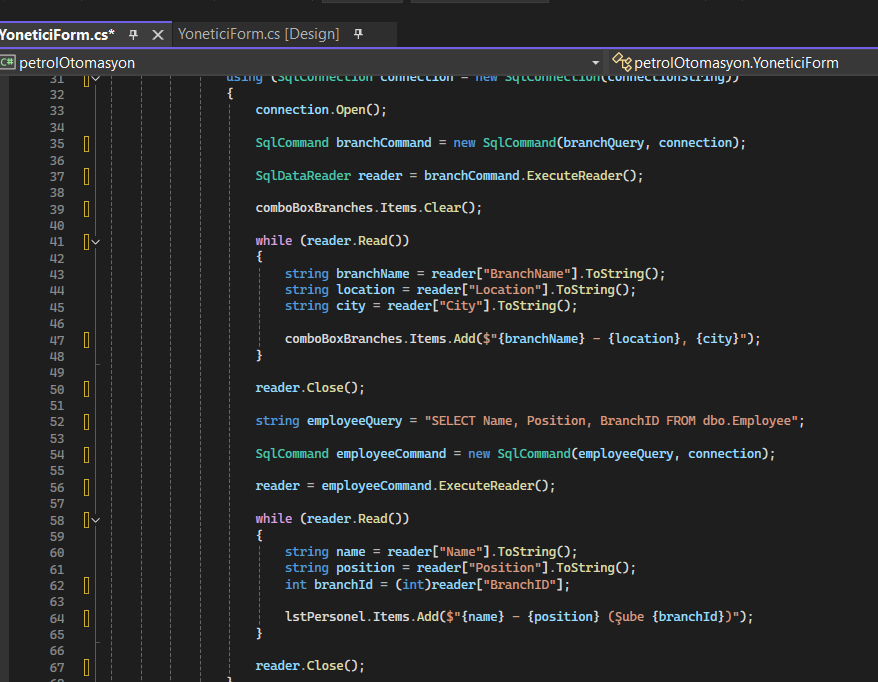 YoneticiForm.cs*
YoneticiForm.cs [Design]
C# petrolOtomasyon
petrolOtomasyon.YoneticiForm
31 using (SqlConnection connection = new SqlConnection(connectionString))
32 {
33 connection.Open();
34
35 SqlCommand branchCommand = new SqlCommand(branchQuery, connection);
36
37 SqlDataReader reader = branchCommand.ExecuteReader();
38
39 comboBoxBranches.Items.Clear();
40
41 while (reader.Read())
42 {
43 string branchName = reader["BranchName"].ToString();
44 string location = reader["Location"].ToString();
45 string city = reader["City"].ToString();
46
47 comboBoxBranches.Items.Add($"{branchName} - {location}, {city}");
48 }
49
50 reader.Close();
51
52 string employeeQuery = "SELECT Name, Position, BranchID FROM dbo.Employee";
53
54 SqlCommand employeeCommand = new SqlCommand(employeeQuery, connection);
55
56 reader = employeeCommand.ExecuteReader();
57
58 while (reader.Read())
59 {
60 string name = reader["Name"].ToString();
61 string position = reader["Position"].ToString();
62 int branchId = (int)reader["BranchID"];
63
64 lstPersonel.Items.Add($"{name} - {position} (Şube {branchId})");
65 }
66
67 reader.Close();
68 }